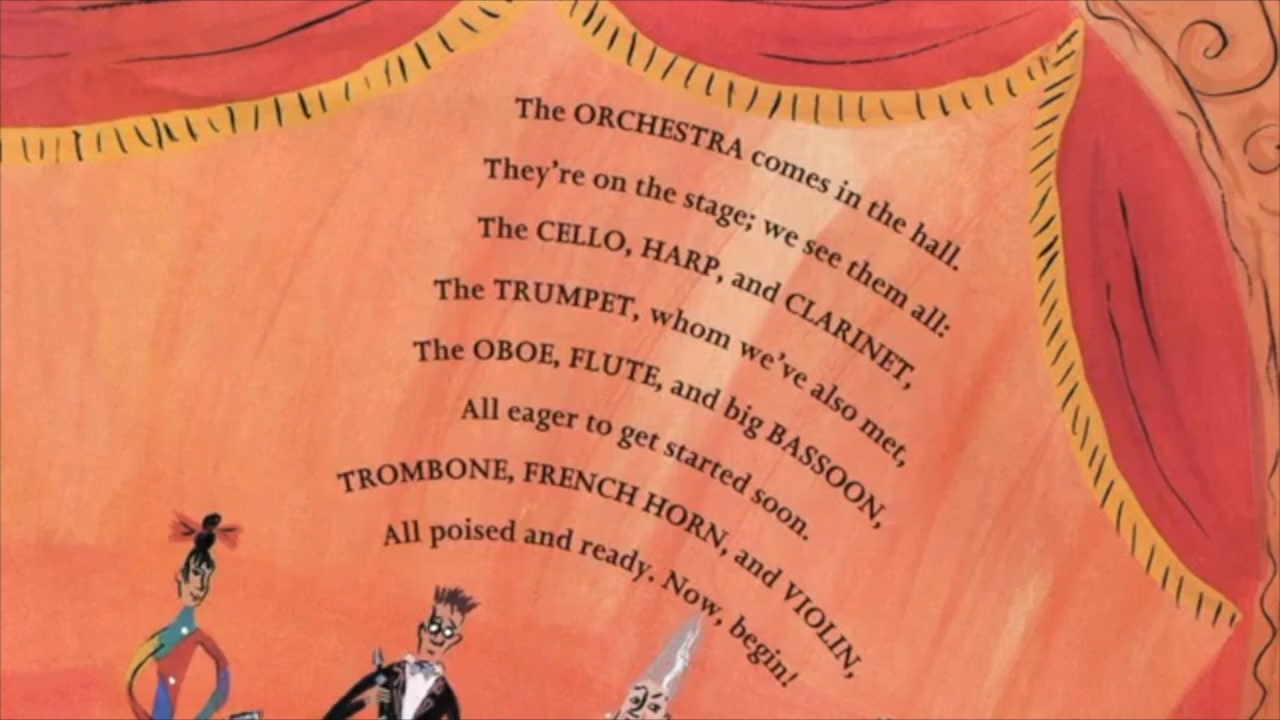 The ORCHESTRA comes in the hall.
They're on the stage; we see them all:
The CELLO, HARP, and CLARINET,
The TRUMPET, whom we've also met,
The OBOE, FLUTE, and big BASSOON,
All eager to get started soon.
TROMBONE, FRENCH HORN, and VIOLIN,
All poised and ready. Now, begin!